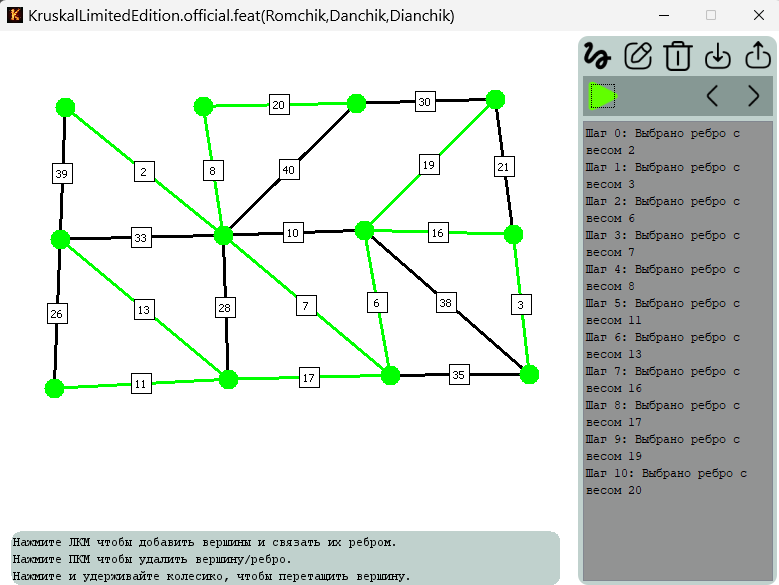 KruskalLimitedEdition.official.feat(Romchik,Danchik,Dianchik)
20
30
39
2
8
40
19
21
33
10
16
26
13
28
7
6
38
3
11
17
35
Шаг 0: Выбрано ребро с
весом 2
Шаг 1: Выбрано ребро с
весом 3
Шаг 2: Выбрано ребро с
весом 6
Шаг 3: Выбрано ребро с
весом 7
Шаг 4: Выбрано ребро с
весом 8
Шаг 5: Выбрано ребро с
весом 11
Шаг 6: Выбрано ребро с
весом 13
Шаг 7: Выбрано ребро с
весом 16
Шаг 8: Выбрано ребро с
весом 17
Шаг 9: Выбрано ребро с
весом 19
Шаг 10: Выбрано ребро с
весом 20
Нажмите ЛКМ чтобы добавить вершины и связать их ребром.
Нажмите ПКМ чтобы удалить вершину/ребро.
Нажмите и удерживайте колесико, чтобы перетащить вершину.